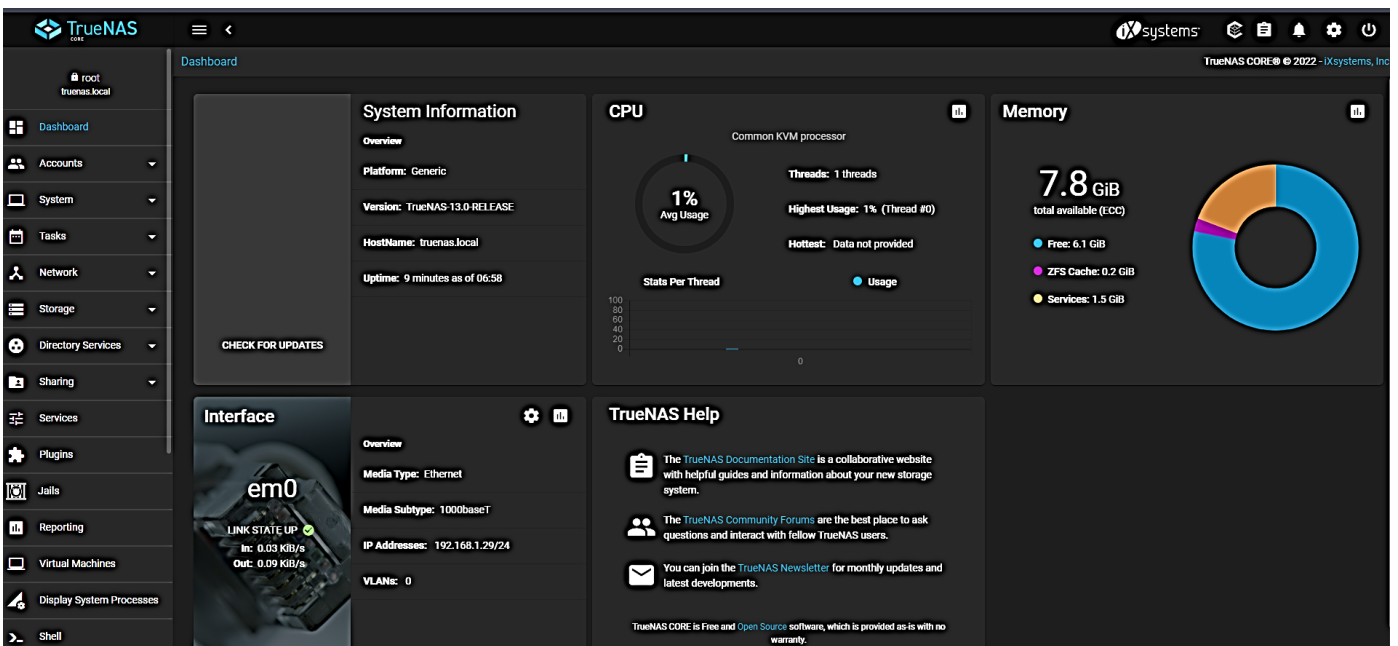 TrueNAS
CORE
iXsystems
root
truenas.local
Dashboard
TrueNAS CORE® © 2022 - iXsystems, Inc
Dashboard
Accounts
System
Tasks
Network
Storage
Directory Services
Sharing
Services
Plugins
Jails
Reporting
Virtual Machines
Display System Processes
Shell
CHECK FOR UPDATES
System Information
Overview
Platform: Generic
Version: TrueNAS-13.0-RELEASE
HostName: truenas.local
Uptime: 9 minutes as of 06:58
CPU
Common KVM processor
1%
Avg Usage
Threads: 1 threads
Highest Usage: 1% (Thread #0)
Hottest: Data not provided
Stats Per Thread
Usage
100
80
60
40
20
0
0
Memory
7.8 GiB
total available (ECC)
Free: 6.1 GiB
ZFS Cache: 0.2 GiB
Services: 1.5 GiB
Interface
em0
LINK STATE UP
In: 0.03 KiB/s
Out: 0.09 KiB/s
Overview
Media Type: Ethernet
Media Subtype: 1000baseT
IP Addresses: 192.168.1.29/24
VLANs: 0
TrueNAS Help
The TrueNAS Documentation Site is a collaborative website
with helpful guides and information about your new storage
system.
The TrueNAS Community Forums are the best place to ask
questions and interact with fellow TrueNAS users.
You can join the TrueNAS Newsletter for monthly updates and
latest developments.
TrueNAS CORE is Free and Open Source software, which is provided as-is with no
warranty.